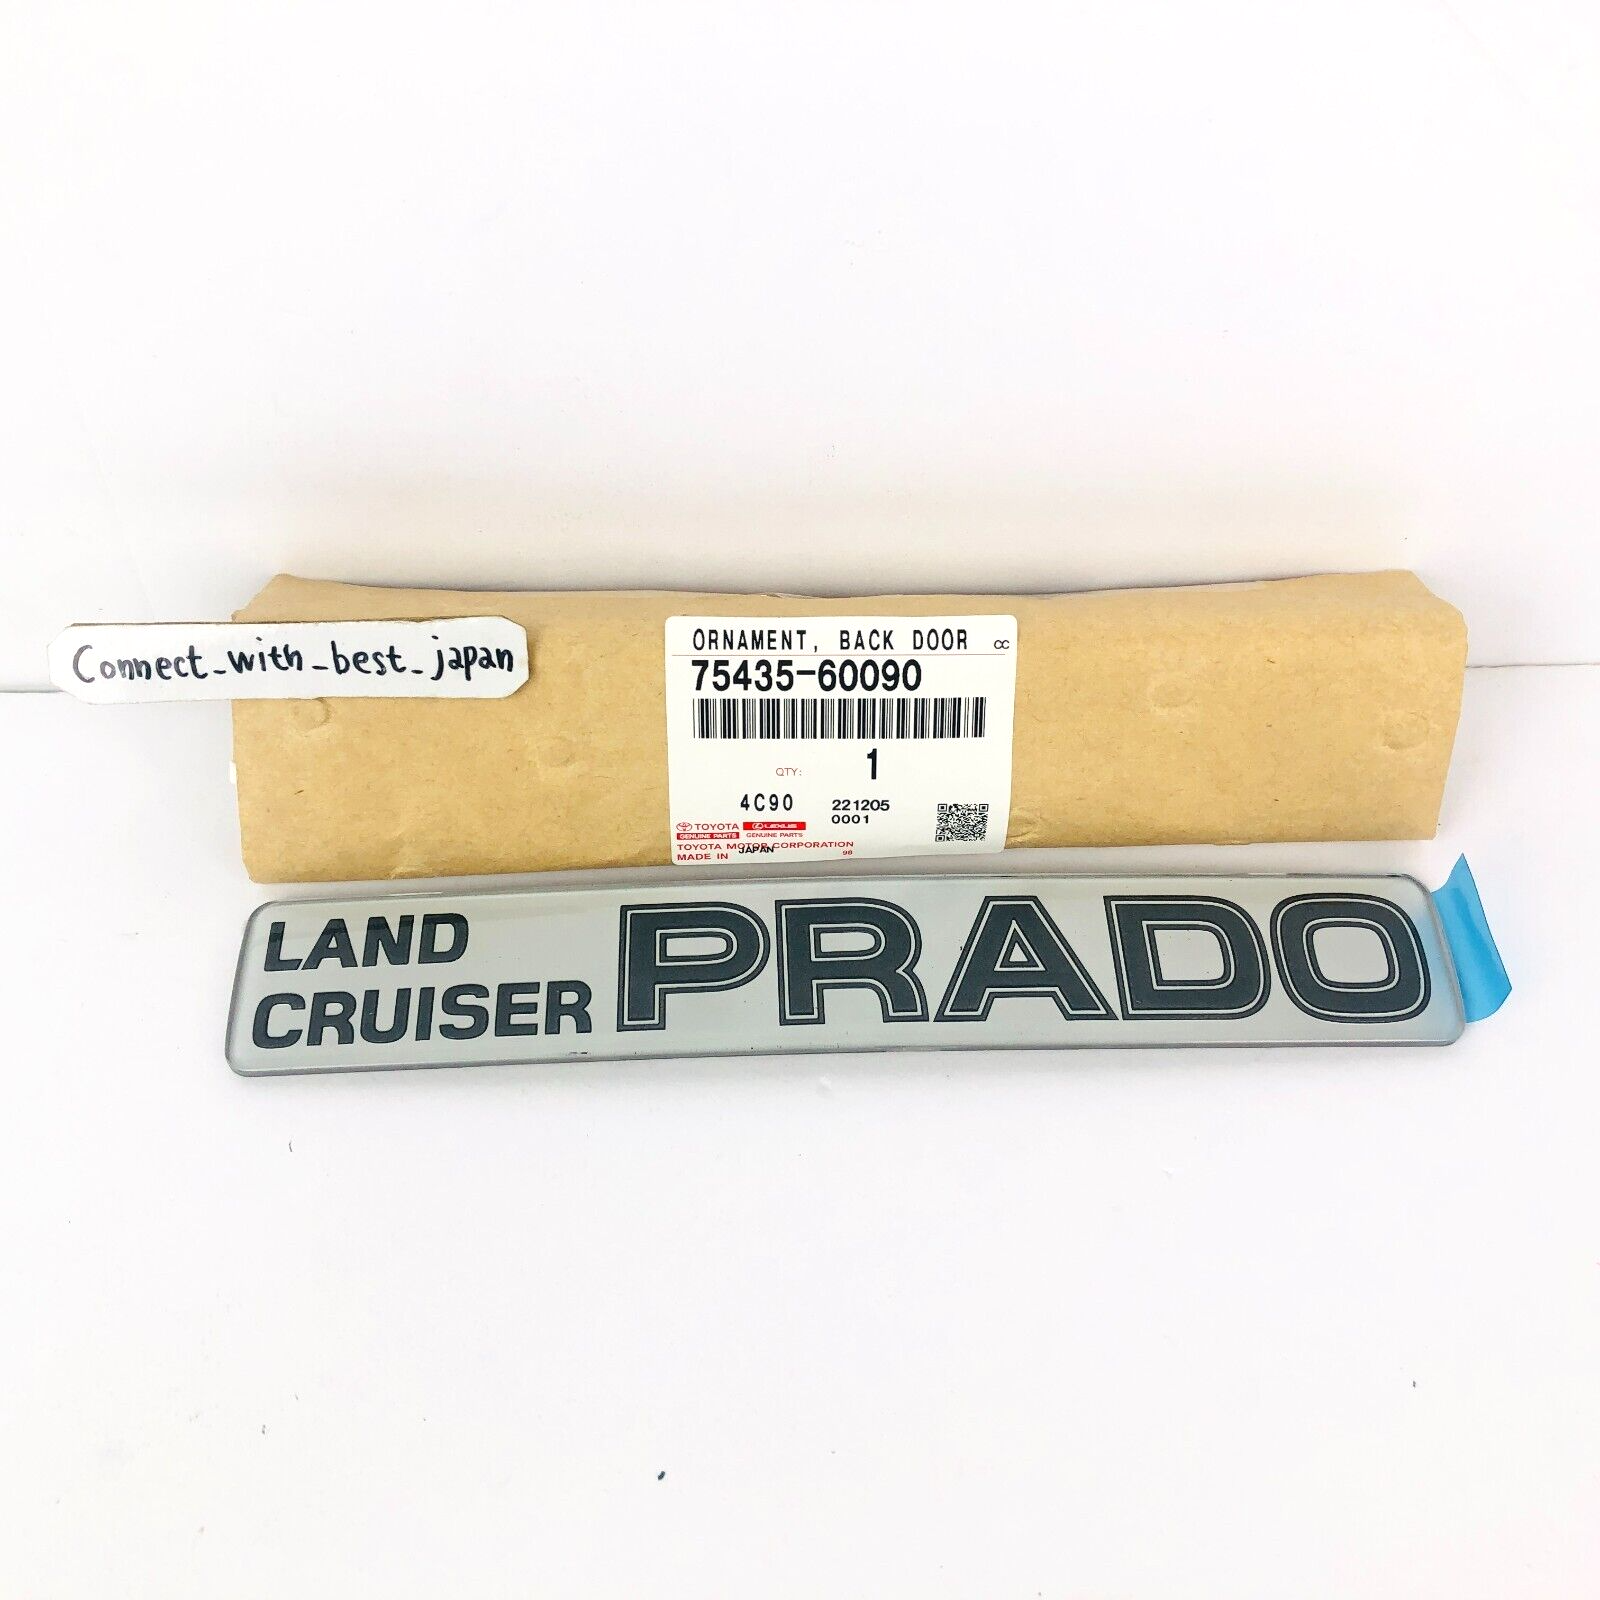 Connect_with_best_japan
ORNAMENT, BACK DOOR
75435-60090
QTY: 1
4C90 221205
0001
TOYOTA LEXUS
GENUINE PARTS GENUINE PARTS
TOYOTA MOTOR CORPORATION
MADE IN JAPAN 98
LAND
CRUISER
PRADO